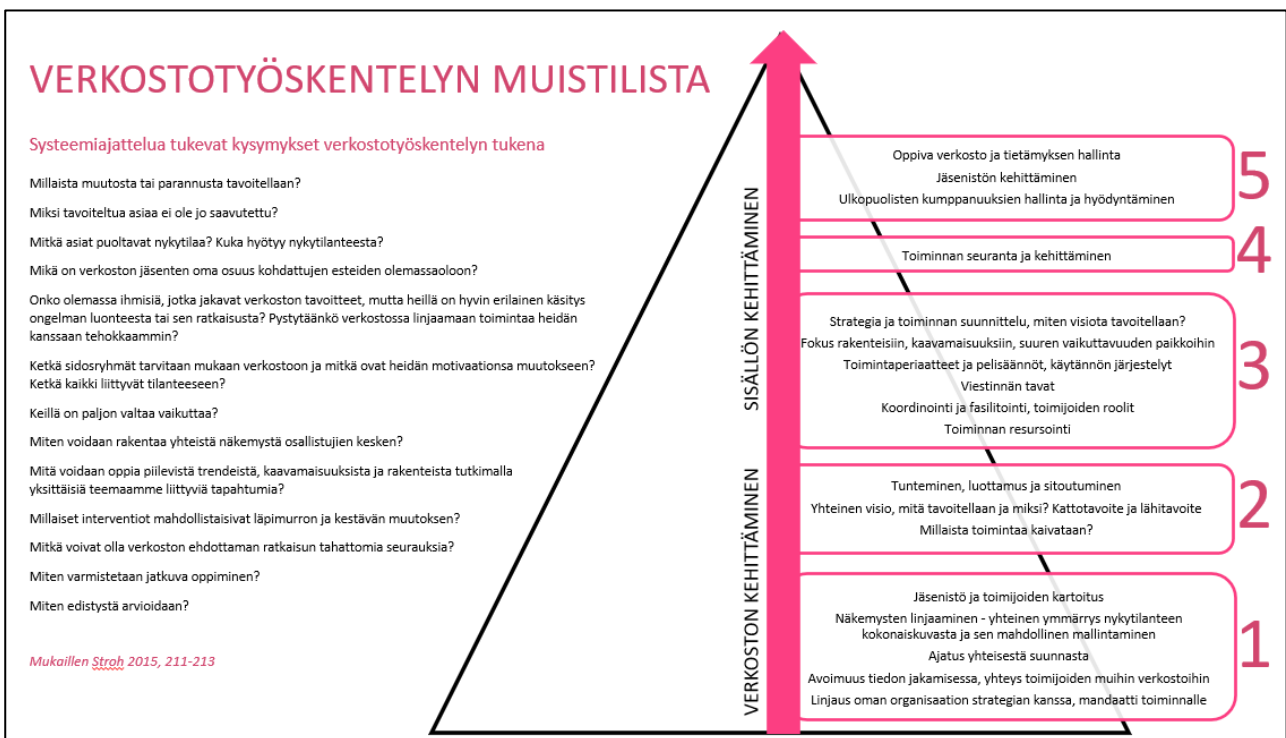 VERKOSTOTYÖSKENTELYN MUISTILISTA
Systeemiajattelua tukevat kysymykset verkostotyöskentelyn tukena
Millaista muutosta tai parannusta tavoitellaan?
Miksi tavoiteltua asiaa ei ole jo saavutettu?
Mitkä asiat puoltavat nykytilaa? Kuka hyötyy nykytilanteesta?
Mikä on verkoston jäsenten oma osuus kohdattujen esteiden olemassaoloon?
Onko olemassa ihmisiä, jotka jakavat verkoston tavoitteet, mutta heillä on hyvin erilainen käsitys
ongelman luonteesta tai sen ratkaisusta? Pystytäänkö verkostossa linjaamaan toimintaa heidän
kanssaan tehokkaammin?
Ketkä sidosryhmät tarvitaan mukaan verkostoon ja mitkä ovat heidän motivaationsa muutokseen?
Ketkä kaikki liittyvät tilanteeseen?
Keillä on paljon valtaa vaikuttaa?
Miten voidaan rakentaa yhteistä näkemystä osallistujien kesken?
Mitä voidaan oppia piilevistä trendeistä, kaavamaisuuksista ja rakenteista tutkimalla
yksittäisiä teemaamme liittyviä tapahtumia?
Millaiset interventiot mahdollistaisivat läpimurron ja kestävän muutoksen?
Mitkä voivat olla verkoston ehdottaman ratkaisun tahattomia seurauksia?
Miten varmistetaan jatkuva oppiminen?
Miten edistystä arvioidaan?
Mukaillen Stroh 2015, 211-213
SISÄLLÖN KEHITTÄMINEN
VERKOSTON KEHITTÄMINEN
Oppiva verkosto ja tietämyksen hallinta
Jäsenistön kehittäminen
Ulkopuolisten kumppanuuksien hallinta ja hyödyntäminen
5
Toiminnan seuranta ja kehittäminen
4
Strategia ja toiminnan suunnittelu, miten visiota tavoitellaan?
Fokus rakenteisiin, kaavamaisuuksiin, suuren vaikuttavuuden paikkoihin
Toimintaperiaatteet ja pelisäännöt, käytännön järjestelyt
Viestinnän tavat
Koordinointi ja fasilitointi, toimijoiden roolit
Toiminnan resursointi
3
Tunteminen, luottamus ja sitoutuminen
Yhteinen visio, mitä tavoitellaan ja miksi? Kattotavoite ja lähitavoite
Millaista toimintaa kaivataan?
2
Jäsenistö ja toimijoiden kartoitus
Näkemysten linjaaminen - yhteinen ymmärrys nykytilanteen
kokonaiskuvasta ja sen mahdollinen mallintaminen
Ajatus yhteisestä suunnasta
Avoimuus tiedon jakamisessa, yhteys toimijoiden muihin verkostoihin
Linjaus oman organisaation strategian kanssa, mandaatti toiminnalle
1